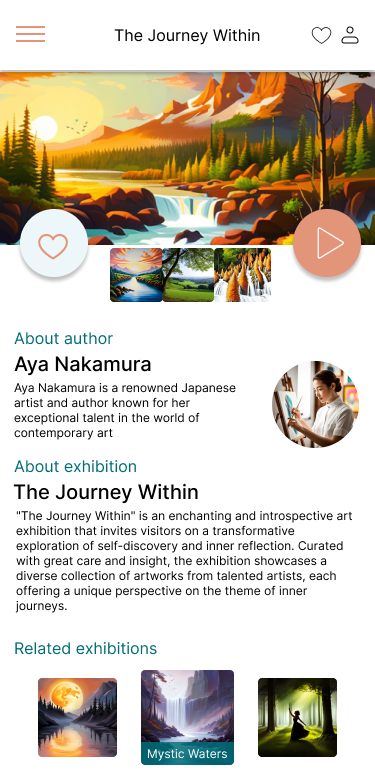 The Journey Within
About author
Aya Nakamura
Aya Nakamura is a renowned Japanese
artist and author known for her
exceptional talent in the world of
contemporary art
About exhibition
The Journey Within
"The Journey Within" is an enchanting and introspective art
exhibition that invites visitors on a transformative
exploration of self-discovery and inner reflection. Curated
with great care and insight, the exhibition showcases a
diverse collection of artworks from talented artists, each
offering a unique perspective on the theme of inner
journeys.
Related exhibitions
Mystic Waters